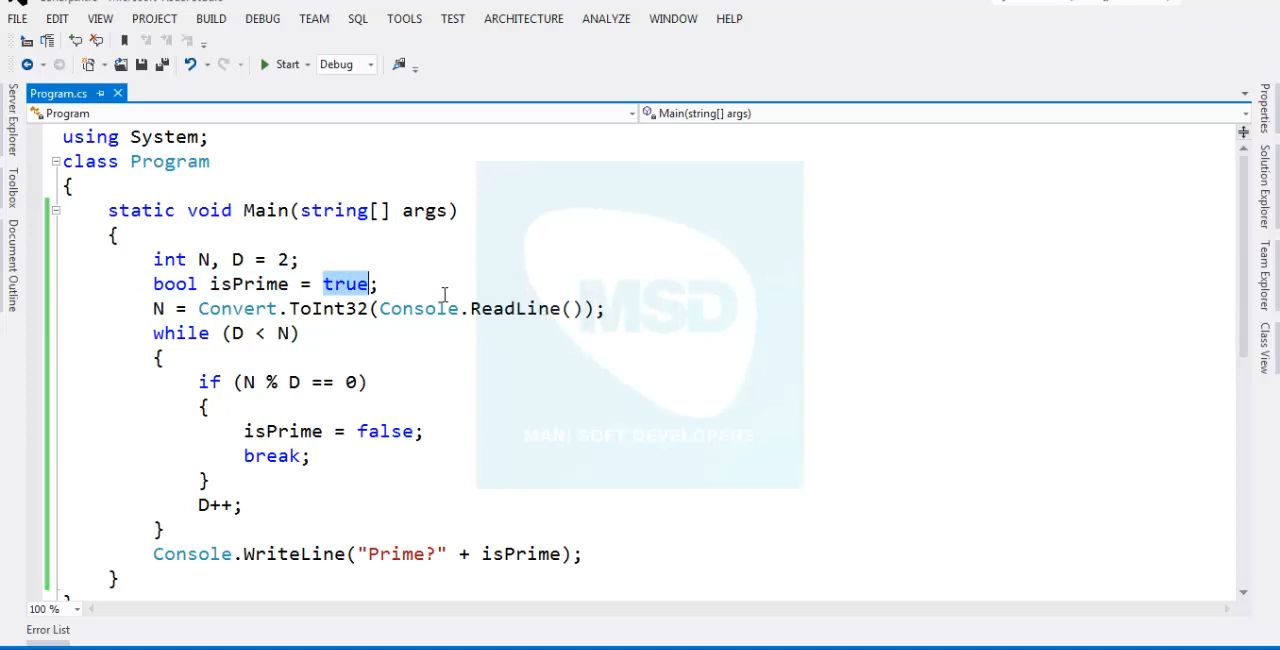 FILE EDIT VIEW PROJECT BUILD DEBUG TEAM SQL TOOLS TEST ARCHITECTURE ANALYZE WINDOW HELP
Start Debug
Server Explorer
Toolbox
Document Outline
Program.cs
Program Main(string[] args)
using System;
class Program
{
static void Main(string[] args)
{
int N, D = 2;
bool isPrime = true;
N = Convert.ToInt32(Console.ReadLine());
while (D < N)
{
if (N % D == 0)
{
isPrime = false;
break;
}
D++;
}
Console.WriteLine("Prime?" + isPrime);
}
MSD
MANI SOFT DEVELOPERS
Properties
Solution Explorer
Team Explorer
Class View
100 %
Error List